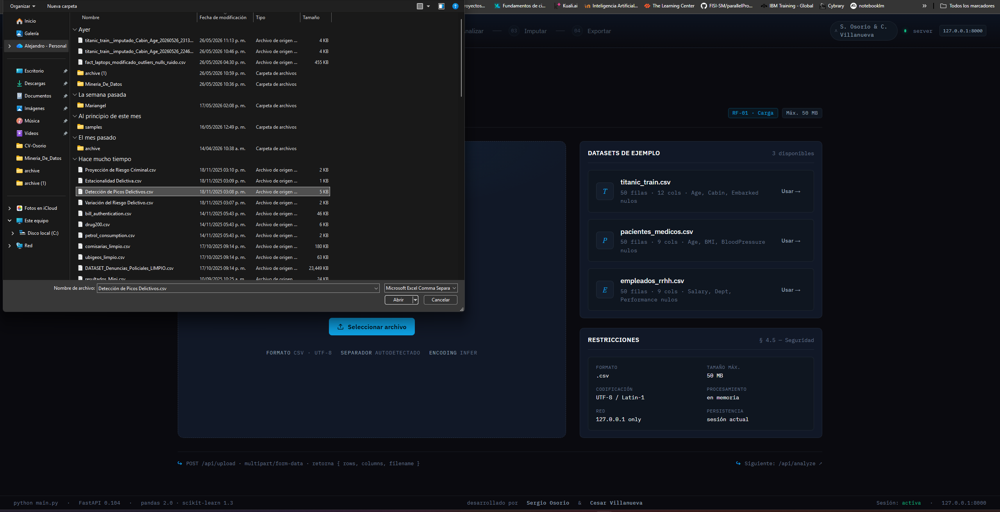 Organizar
Nueva carpeta
Inicio
Galería
Alejandro - Personal
Escritorio
Descargas
Documentos
Imágenes
Música
Videos
CV-Osorio
Mineria_De_Datos
archive
archive (1)
Fotos en iCloud
Este equipo
Disco local (C:)
Red
Nombre Fecha de modificación Tipo Tamaño
Ayer
titanic_train__imputado_Cabin_Age_20260526_2313... 26/05/2026 11:13 p. m. Archivo de origen ... 4 KB
titanic_train__imputado_Cabin_Age_20260526_2246... 26/05/2026 10:46 p. m. Archivo de origen ... 4 KB
fact_laptops_modificado_outliers_nulls_ruido.csv 26/05/2026 04:30 p. m. Archivo de origen ... 455 KB
archive (1) 26/05/2026 10:59 p. m. Carpeta de archivos
Mineria_De_Datos 26/05/2026 10:36 p. m. Carpeta de archivos
La semana pasada
Mariangel 17/05/2026 02:08 p. m. Carpeta de archivos
Al principio de este mes
samples 16/05/2026 12:49 p. m. Carpeta de archivos
El mes pasado
archive 14/04/2026 10:38 a. m. Carpeta de archivos
Hace mucho tiempo
Proyección de Riesgo Criminal.csv 18/11/2025 03:10 p. m. Archivo de origen ... 2 KB
Estacionalidad Delictiva.csv 18/11/2025 03:09 p. m. Archivo de origen ... 1 KB
Detección de Picos Delictivos.csv 18/11/2025 03:08 p. m. Archivo de origen ... 5 KB
Variación del Riesgo Delictivo.csv 18/11/2025 03:07 p. m. Archivo de origen ... 2 KB
bill_authentication.csv 14/11/2025 05:43 p. m. Archivo de origen ... 46 KB
drug200.csv 14/11/2025 05:43 p. m. Archivo de origen ... 6 KB
petrol_consumption.csv 14/11/2025 05:43 p. m. Archivo de origen ... 2 KB
comisarias_limpio.csv 17/10/2025 09:14 p. m. Archivo de origen ... 180 KB
ubigeos_limpio.csv 17/10/2025 09:14 p. m. Archivo de origen ... 63 KB
DATASET_Denuncias_Policiales_LIMPIO.csv 17/10/2025 09:14 p. m. Archivo de origen ... 23,449 KB
resultados_Mini.csv 10/09/2025 10:25 a. m. Archivo de origen ... 24 KB
Nombre de archivo: Detección de Picos Delictivos.csv Microsoft Excel Comma Separa
Abrir Cancelar
royectos... Fundamentos de ci... Kuali.ai Inteligencia Artificial... The Learning Center FISI-SM/parallelPro... IBM Training - Global Cybrary notebooklm Todos los marcadores
nalizar 03 Imputar 04 Exportar
S. Osorio & C. Villanueva
server 127.0.0.1:8000
RF-01 · Carga Máx. 50 MB
Seleccionar archivo
FORMATO CSV · UTF-8 SEPARADOR AUTODETECTADO ENCODING INFER
DATASETS DE EJEMPLO 3 disponibles
T
titanic_train.csv
50 filas · 12 cols · Age, Cabin, Embarked
nulos
Usar →
P
pacientes_medicos.csv
50 filas · 9 cols · Age, BMI, BloodPressure
nulos
Usar →
E
empleados_rrhh.csv
50 filas · 9 cols · Salary, Dept,
Performance nulos
Usar →
RESTRICCIONES § 4.5 — Seguridad
FORMATO TAMAÑO MÁX.
.csv 50 MB
CODIFICACIÓN PROCESAMIENTO
UTF-8 / Latin-1 en memoria
RED PERSISTENCIA
127.0.0.1 only sesión actual
↪ POST /api/upload · multipart/form-data · retorna { rows, columns, filename }
↪ Siguiente: /api/analyze ↗
python main.py · FastAPI 0.104 · pandas 2.0 · scikit-learn 1.3
desarrollado por Sergio Osorio & Cesar Villanueva
Sesión: activa · 127.0.0.1:8000